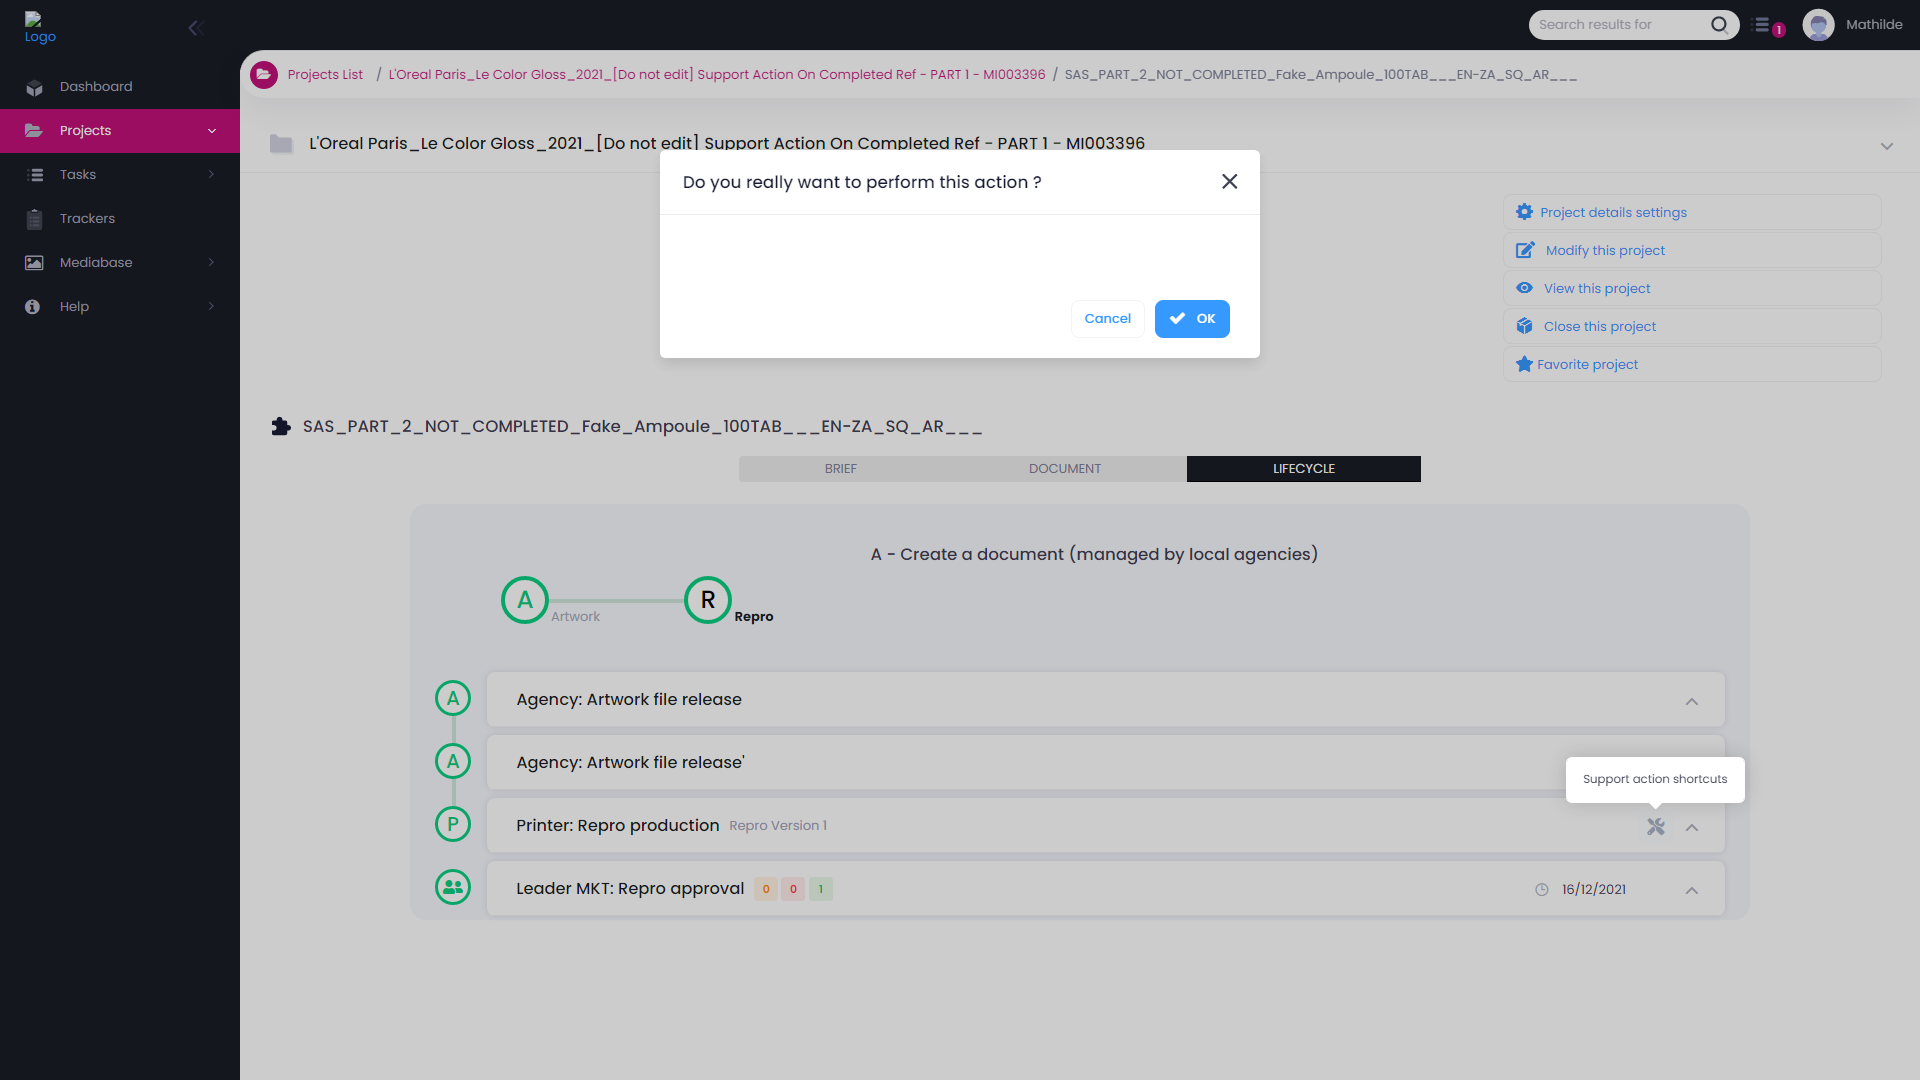 Logo
Search results for
1
Mathilde
Dashboard
Projects
Tasks
Trackers
Mediabase
Help
Projects List / L'Oreal Paris_Le Color Gloss_2021_[Do not edit] Support Action On Completed Ref - PART 1 - MI003396 / SAS_PART_2_NOT_COMPLETED_Fake_Ampoule_100TAB___EN-ZA_SQ_AR___
L'Oreal Paris_Le Color Gloss_2021_[Do not edit] Support Action On Completed Ref - PART 1 - MI003396
Do you really want to perform this action ?
Cancel
OK
Project details settings
Modify this project
View this project
Close this project
Favorite project
SAS_PART_2_NOT_COMPLETED_Fake_Ampoule_100TAB___EN-ZA_SQ_AR___
BRIEF DOCUMENT LIFECYCLE
A - Create a document (managed by local agencies)
A Artwork
R Repro
A Agency: Artwork file release
A Agency: Artwork file release'
Support action shortcuts
P Printer: Repro production Repro Version 1
Leader MKT: Repro approval 0 0 1 16/12/2021